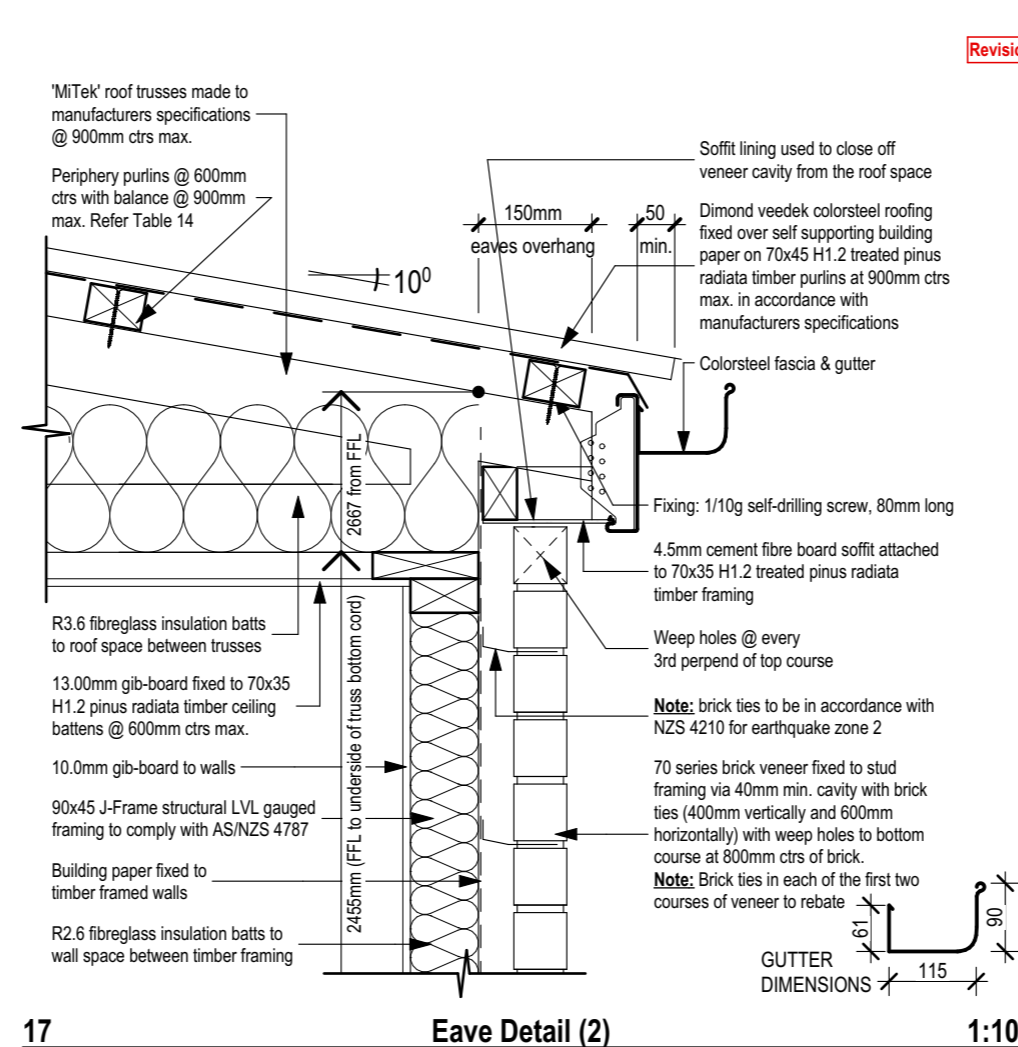 Revisio
'MiTek' roof trusses made to
manufacturers specifications
@ 900mm ctrs max.
Periphery purlins @ 600mm
ctrs with balance @ 900mm
max. Refer Table 14
150mm
eaves overhang
50
min.
10⁰
Soffit lining used to close off
veneer cavity from the roof space
Dimond veedek colorsteel roofing
fixed over self supporting building
paper on 70x45 H1.2 treated pinus
radiata timber purlins at 900mm ctrs
max. in accordance with
manufacturers specifications
Colorsteel fascia & gutter
2667 from FFL
Fixing: 1/10g self-drilling screw, 80mm long
4.5mm cement fibre board soffit attached
to 70x35 H1.2 treated pinus radiata
timber framing
Weep holes @ every
3rd perpend of top course
Note: brick ties to be in accordance with
NZS 4210 for earthquake zone 2
70 series brick veneer fixed to stud
framing via 40mm min. cavity with brick
ties (400mm vertically and 600mm
horizontally) with weep holes to bottom
course at 800mm ctrs of brick.
Note: Brick ties in each of the first two
courses of veneer to rebate
R3.6 fibreglass insulation batts
to roof space between trusses
13.00mm gib-board fixed to 70x35
H1.2 pinus radiata timber ceiling
battens @ 600mm ctrs max.
10.0mm gib-board to walls
90x45 J-Frame structural LVL gauged
framing to comply with AS/NZS 4787
Building paper fixed to
timber framed walls
R2.6 fibreglass insulation batts to
wall space between timber framing
2455mm (FFL to underside of truss bottom cord)
61
90
115
GUTTER
DIMENSIONS
17
Eave Detail (2)
1:10